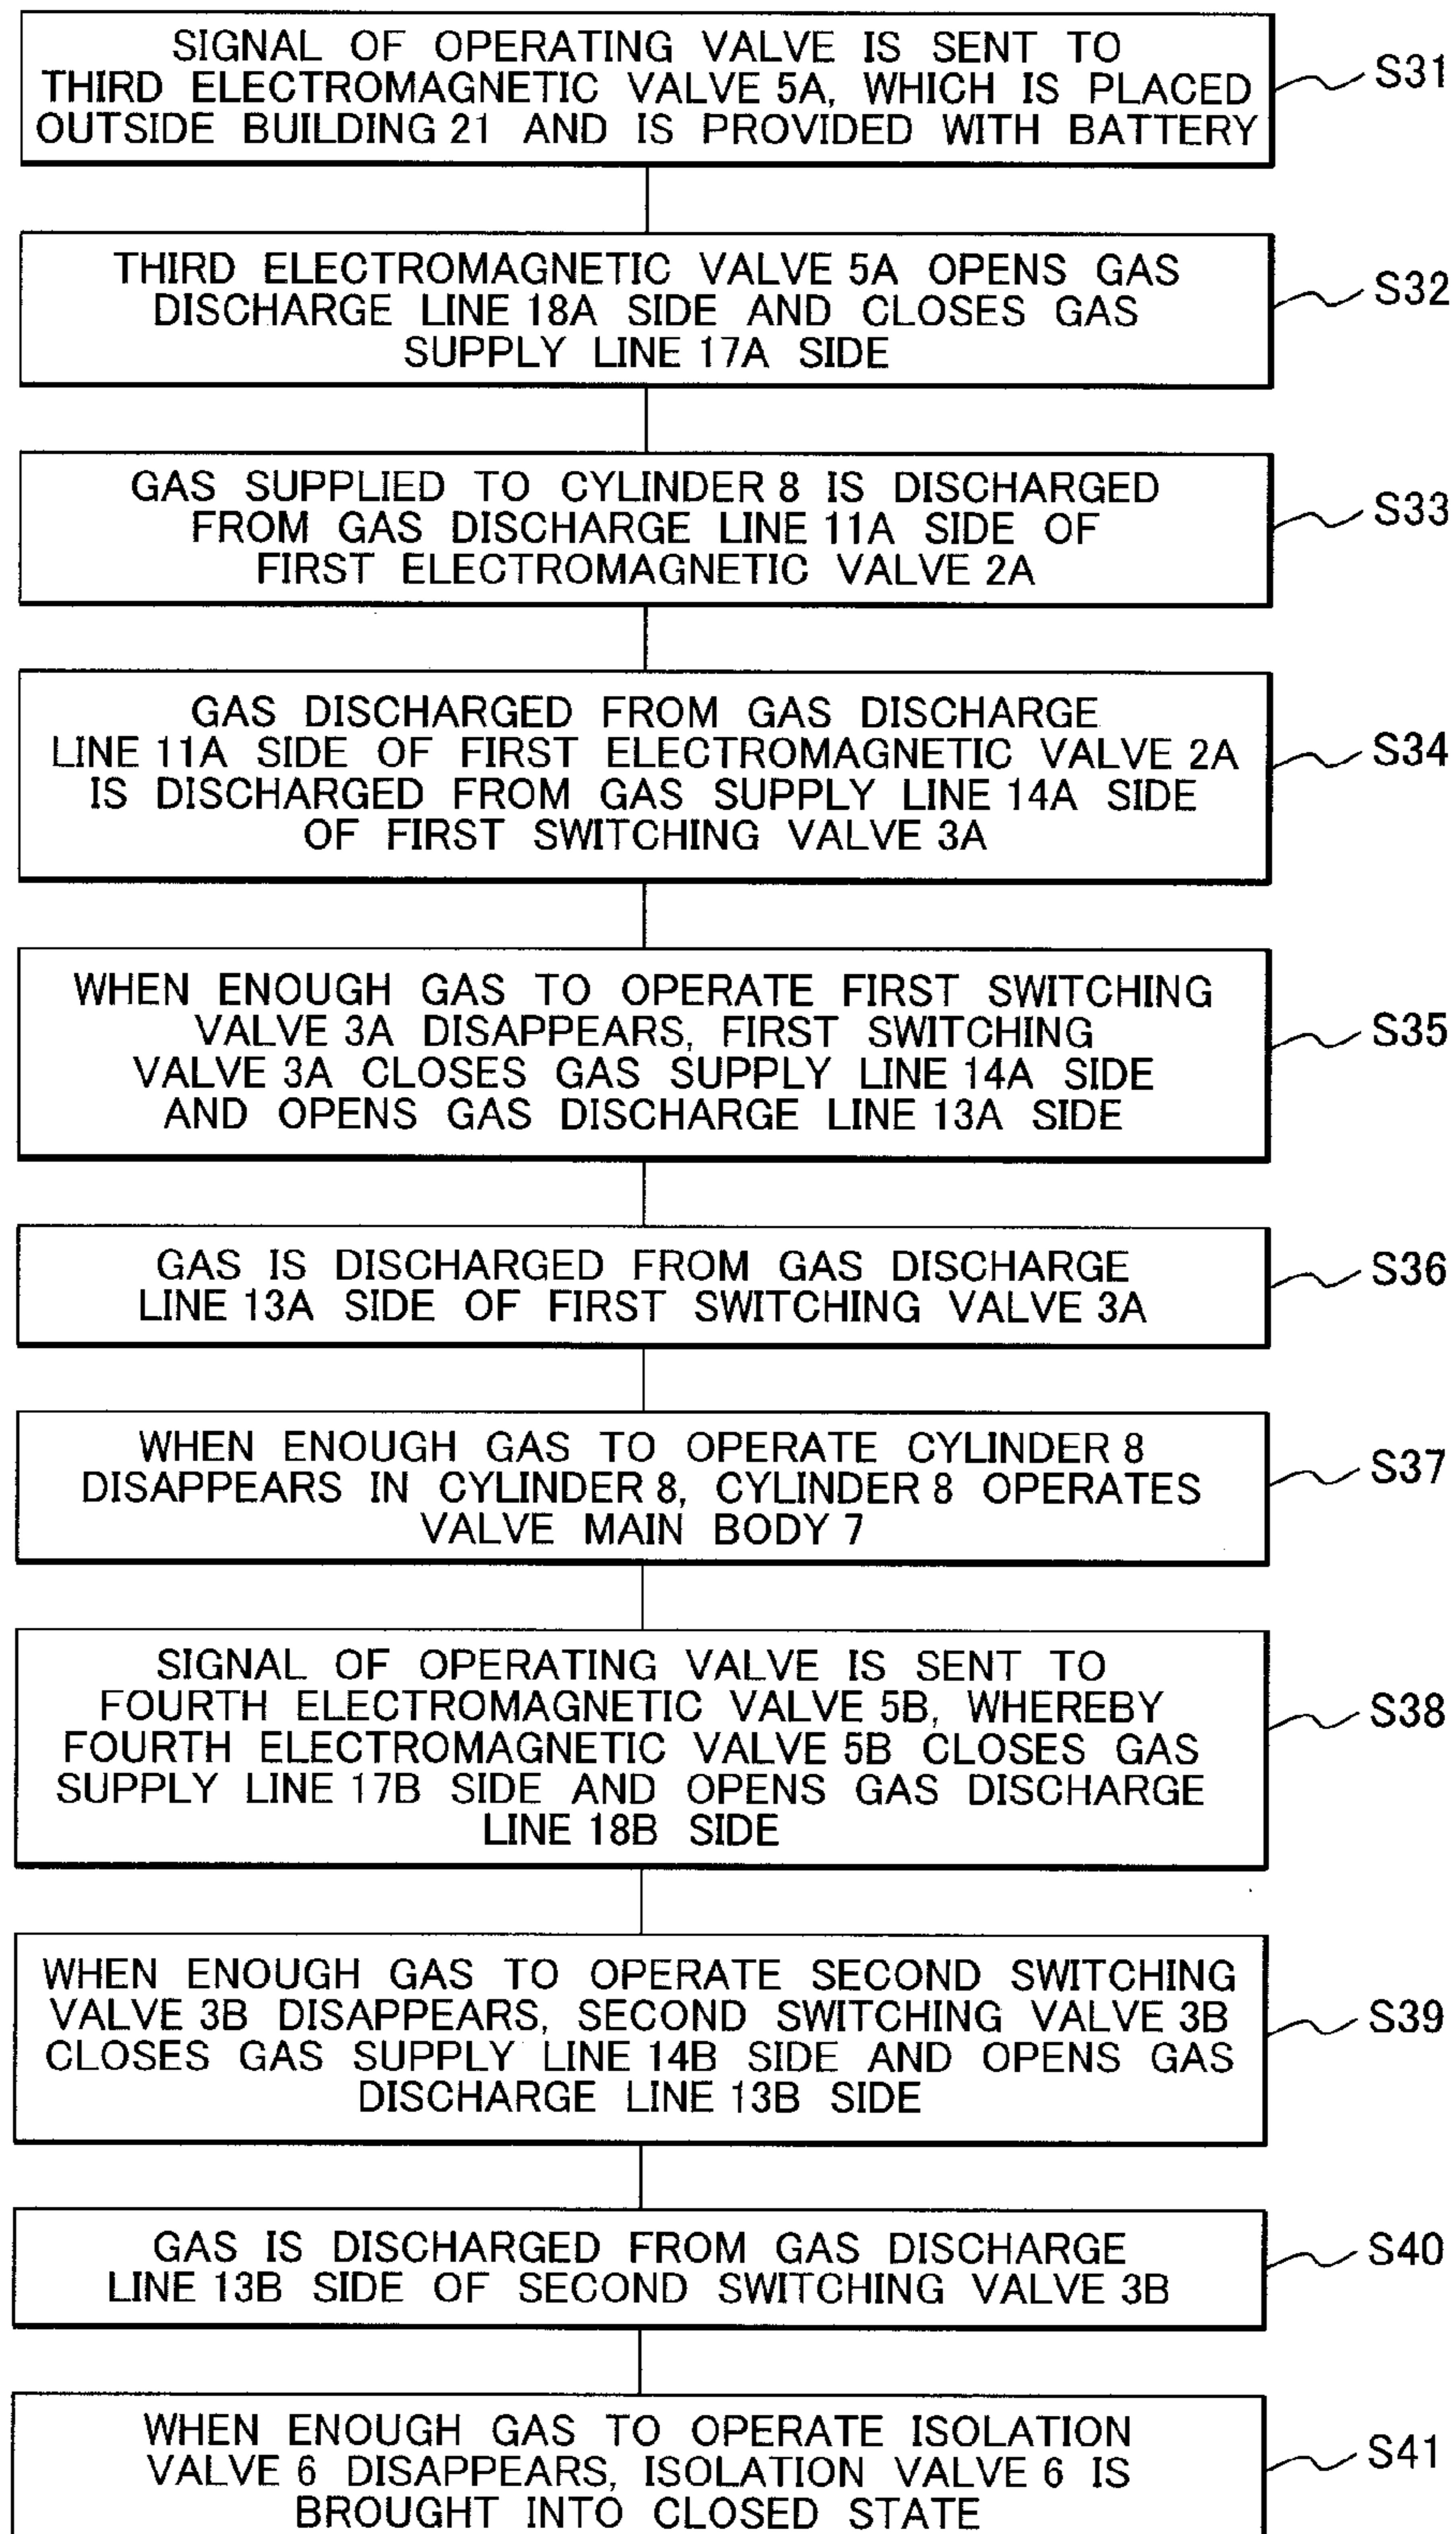 SIGNAL OF OPERATING VALVE IS SENT TO
THIRD ELECTROMAGNETIC VALVE 5A, WHICH IS PLACED
OUTSIDE BUILDING 21 AND IS PROVIDED WITH BATTERY
S31
THIRD ELECTROMAGNETIC VALVE 5A OPENS GAS
DISCHARGE LINE 18A SIDE AND CLOSES GAS
SUPPLY LINE 17A SIDE
S32
GAS SUPPLIED TO CYLINDER 8 IS DISCHARGED
FROM GAS DISCHARGE LINE 11A SIDE OF
FIRST ELECTROMAGNETIC VALVE 2A
S33
GAS DISCHARGED FROM GAS DISCHARGE
LINE 11A SIDE OF FIRST ELECTROMAGNETIC VALVE 2A
IS DISCHARGED FROM GAS SUPPLY LINE 14A SIDE
OF FIRST SWITCHING VALVE 3A
S34
WHEN ENOUGH GAS TO OPERATE FIRST SWITCHING
VALVE 3A DISAPPEARS, FIRST SWITCHING
VALVE 3A CLOSES GAS SUPPLY LINE 14A SIDE
AND OPENS GAS DISCHARGE LINE 13A SIDE
S35
GAS IS DISCHARGED FROM GAS DISCHARGE
LINE 13A SIDE OF FIRST SWITCHING VALVE 3A
S36
WHEN ENOUGH GAS TO OPERATE CYLINDER 8
DISAPPEARS IN CYLINDER 8, CYLINDER 8 OPERATES
VALVE MAIN BODY 7
S37
SIGNAL OF OPERATING VALVE IS SENT TO
FOURTH ELECTROMAGNETIC VALVE 5B, WHEREBY
FOURTH ELECTROMAGNETIC VALVE 5B CLOSES GAS
SUPPLY LINE 17B SIDE AND OPENS GAS DISCHARGE
LINE 18B SIDE
S38
WHEN ENOUGH GAS TO OPERATE SECOND SWITCHING
VALVE 3B DISAPPEARS, SECOND SWITCHING VALVE 3B
CLOSES GAS SUPPLY LINE 14B SIDE AND OPENS GAS
DISCHARGE LINE 13B SIDE
S39
GAS IS DISCHARGED FROM GAS DISCHARGE
LINE 13B SIDE OF SECOND SWITCHING VALVE 3B
S40
WHEN ENOUGH GAS TO OPERATE ISOLATION
VALVE 6 DISAPPEARS, ISOLATION VALVE 6 IS
BROUGHT INTO CLOSED STATE
S41